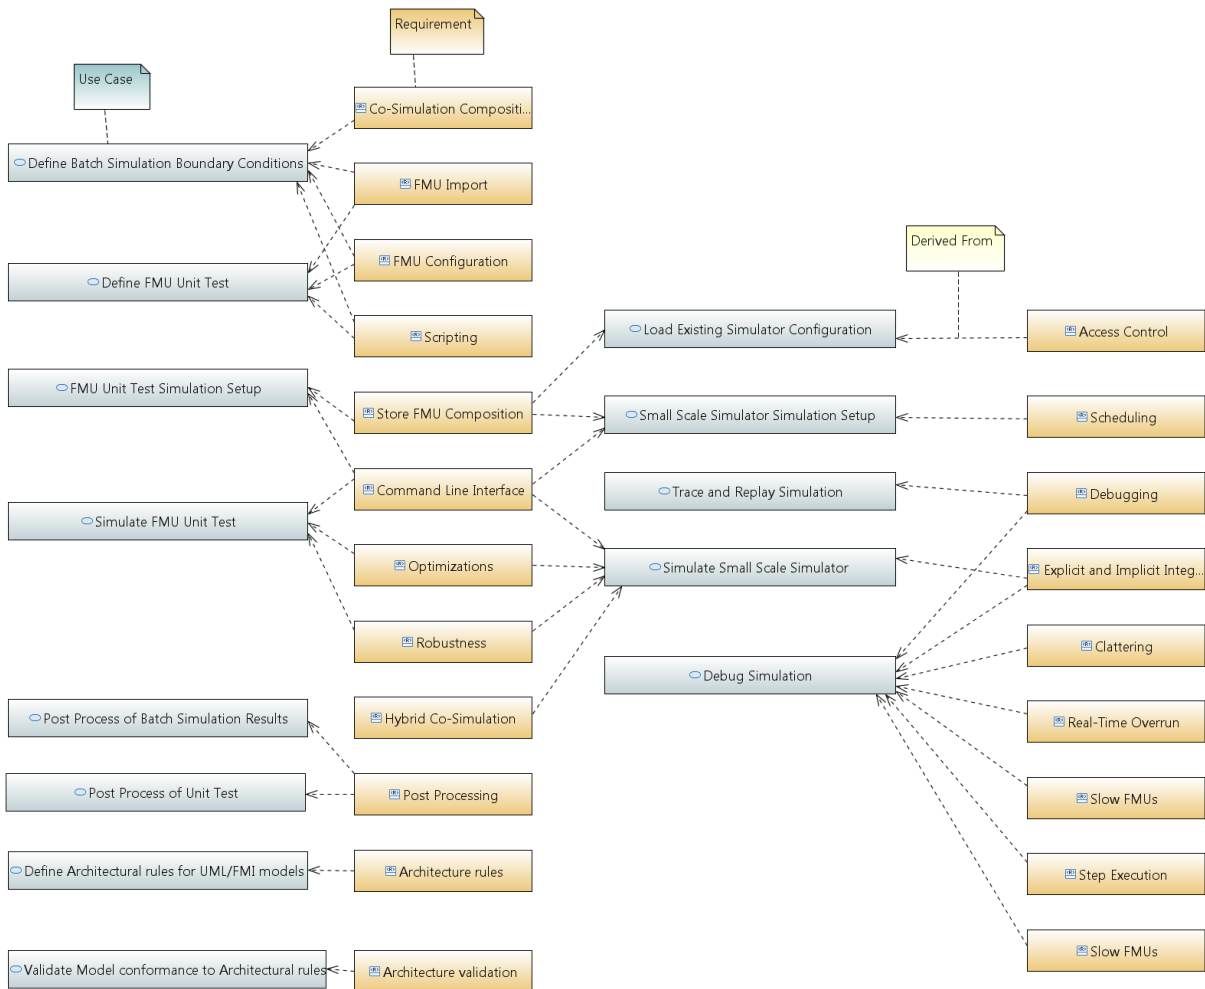 Requirement
Use Case
Co-Simulation Compositi...
Define Batch Simulation Boundary Conditions
FMU Import
Derived From
FMU Configuration
Define FMU Unit Test
Scripting
Load Existing Simulator Configuration
Access Control
FMU Unit Test Simulation Setup
Store FMU Composition
Small Scale Simulator Simulation Setup
Scheduling
Command Line Interface
Trace and Replay Simulation
Debugging
Simulate FMU Unit Test
Optimizations
Simulate Small Scale Simulator
Explicit and Implicit Integ...
Robustness
Clattering
Debug Simulation
Post Process of Batch Simulation Results
Hybrid Co-Simulation
Real-Time Overrun
Post Process of Unit Test
Post Processing
Slow FMUs
Define Architectural rules for UML/FMI models
Architecture rules
Step Execution
Slow FMUs
Validate Model conformance to Architectural rules
Architecture validation